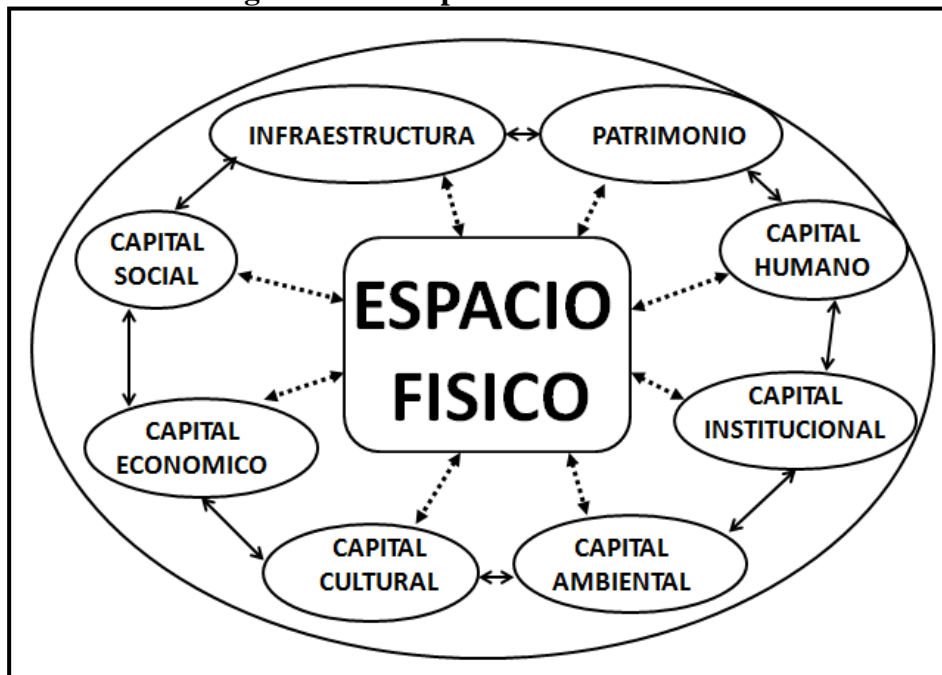 INFRAESTRUCTURA
PATRIMONIO
CAPITAL
SOCIAL
CAPITAL
HUMANO
ESPACIO
FISICO
CAPITAL
ECONOMICO
CAPITAL
INSTITUCIONAL
CAPITAL
CULTURAL
CAPITAL
AMBIENTAL